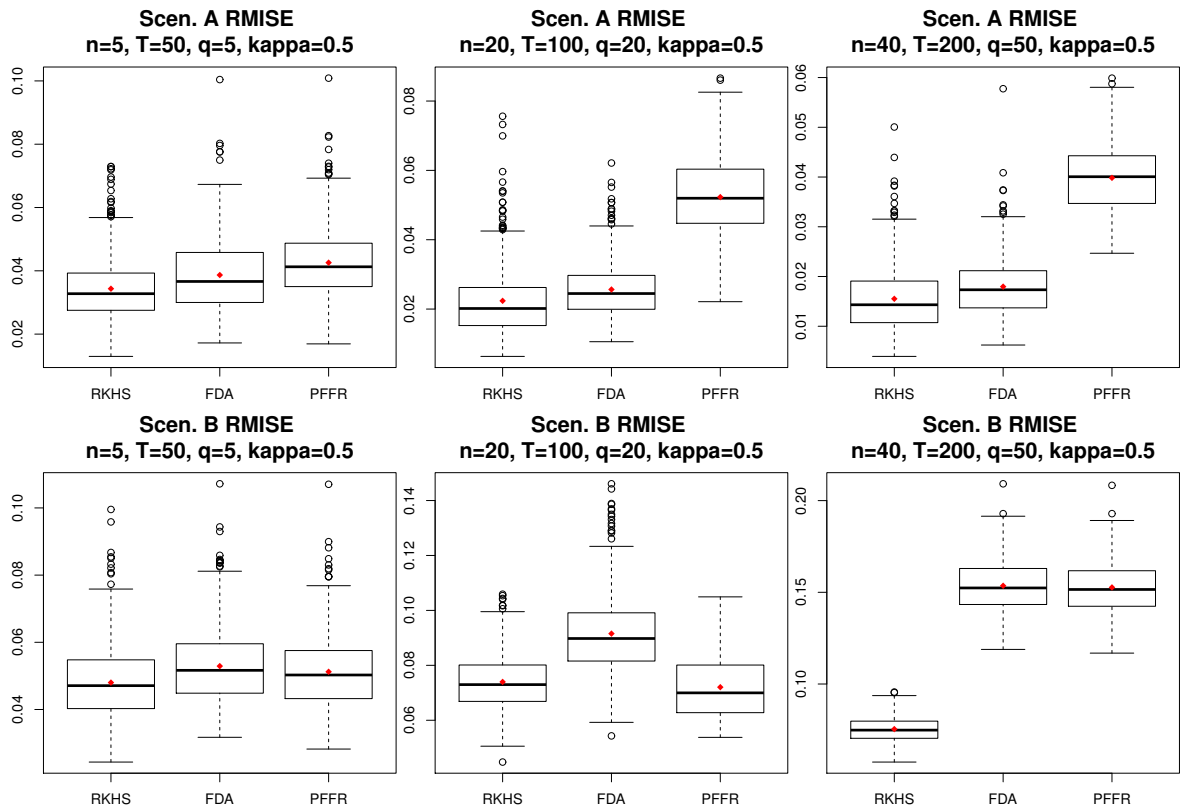 Scen. A RMISE
n=5, T=50, q=5, kappa=0.5
0.10
0.08
0.06
0.04
0.02
RKHS FDA PFFR
Scen. A RMISE
n=20, T=100, q=20, kappa=0.5
0.08
0.06
0.04
0.02
RKHS FDA PFFR
Scen. A RMISE
n=40, T=200, q=50, kappa=0.5
0.06
0.05
0.04
0.03
0.02
0.01
RKHS FDA PFFR
Scen. B RMISE
n=5, T=50, q=5, kappa=0.5
0.10
0.08
0.06
0.04
RKHS FDA PFFR
Scen. B RMISE
n=20, T=100, q=20, kappa=0.5
0.14
0.12
0.10
0.08
0.06
RKHS FDA PFFR
Scen. B RMISE
n=40, T=200, q=50, kappa=0.5
0.20
0.15
0.10
RKHS FDA PFFR